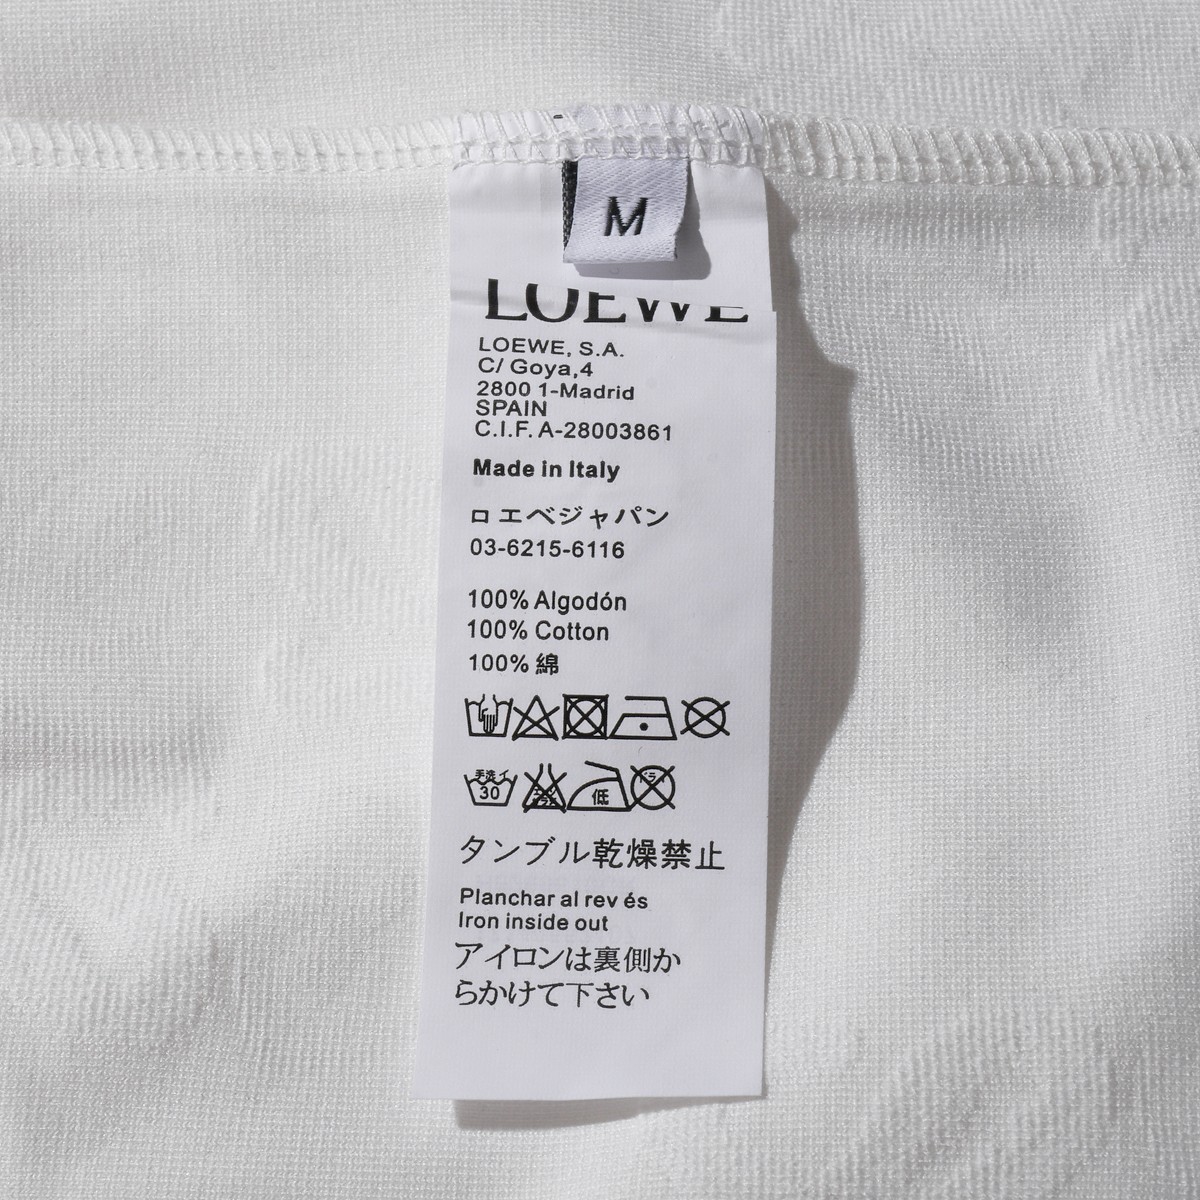 M
LOEWE
LOEWE, S.A.
C/ Goya,4
2800 1-Madrid
SPAIN
C.I.F. A-28003861
Made in Italy
ロエベジャパン
03-6215-6116
100% Algodón
100% Cotton
100% 綿
手洗イ
30
低
ドライ
タンブル乾燥禁止
Planchar al rev és
Iron inside out
アイロンは裏側か
らかけて下さい